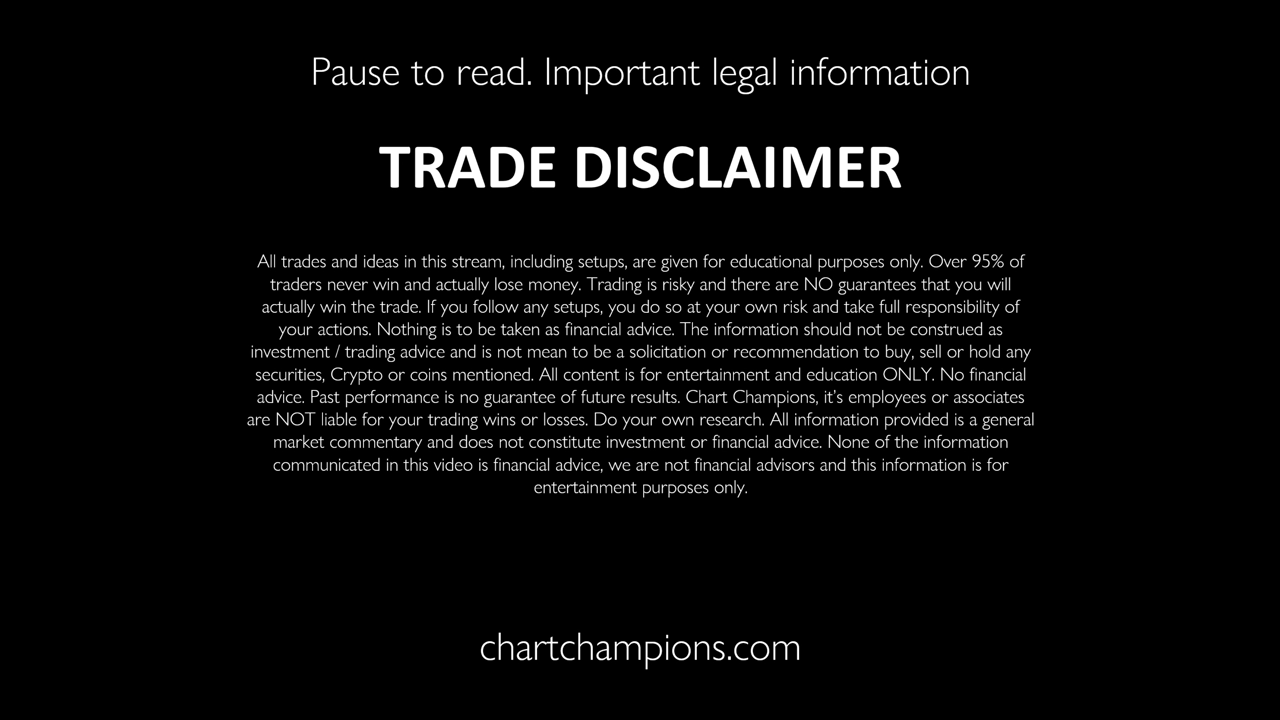 Pause to read. Important legal information
TRADE DISCLAIMER
All trades and ideas in this stream, including setups, are given for educational purposes only. Over 95% of
traders never win and actually lose money. Trading is risky and there are NO guarantees that you will
actually win the trade. If you follow any setups, you do so at your own risk and take full responsibility of
your actions. Nothing is to be taken as financial advice. The information should not be construed as
investment / trading advice and is not mean to be a solicitation or recommendation to buy, sell or hold any
securities, Crypto or coins mentioned. All content is for entertainment and education ONLY. No financial
advice. Past performance is no guarantee of future results. Chart Champions, it's employees or associates
are NOT liable for your trading wins or losses. Do your own research. All information provided is a general
market commentary and does not constitute investment or financial advice. None of the information
communicated in this video is financial advice, we are not financial advisors and this information is for
entertainment purposes only.
chartchampions.com